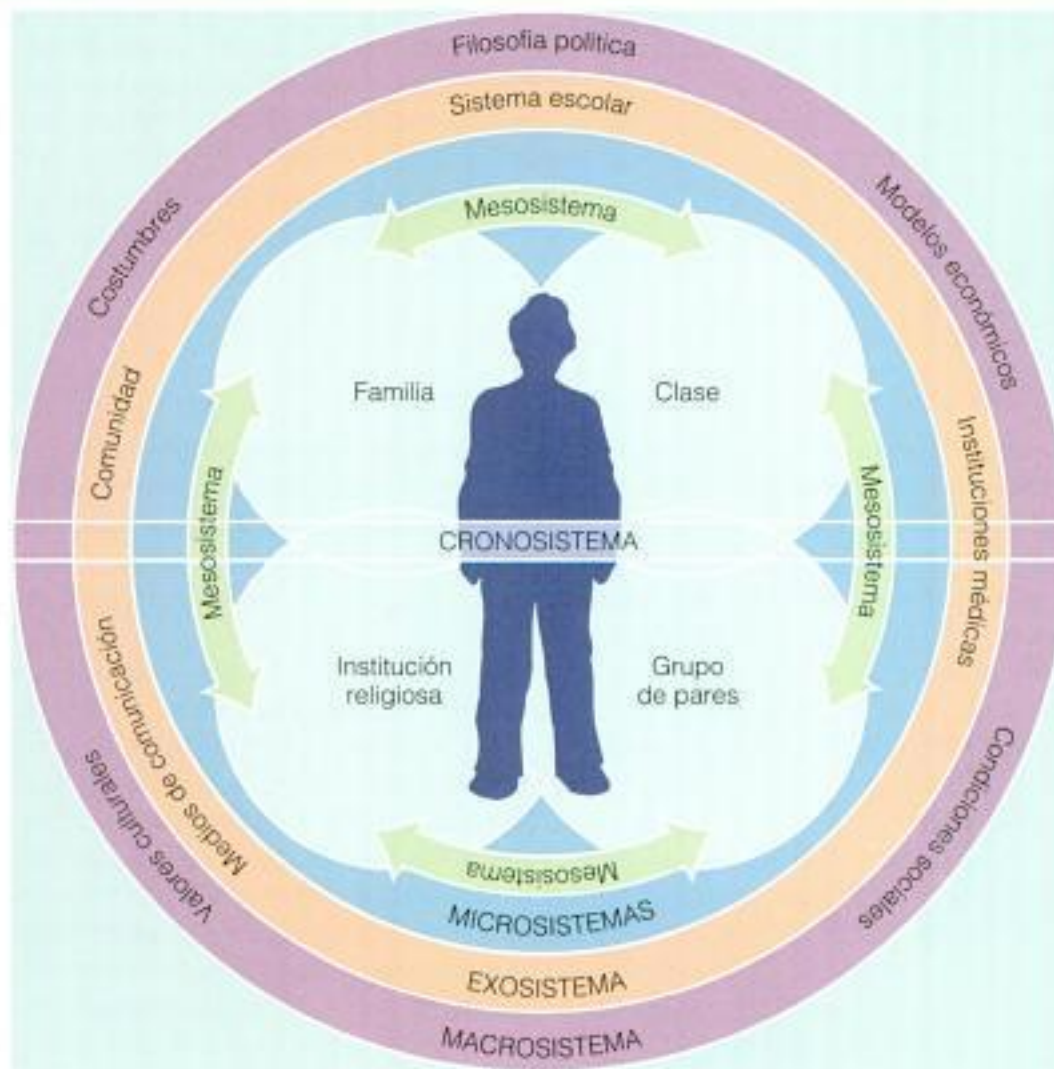 Filosofía política
Sistema escolar
Mesosistema
Costumbres
Modelos económicos
Comunidad
Familia
Clase
Mesosistema
CRONOSISTEMA
Mesosistema
Instituciones médicas
Institución
religiosa
Grupo
de pares
Medios de comunicación
Valores culturales
Condiciones sociales
Mesosistema
MICROSISTEMAS
EXOSISTEMA
MACROSISTEMA